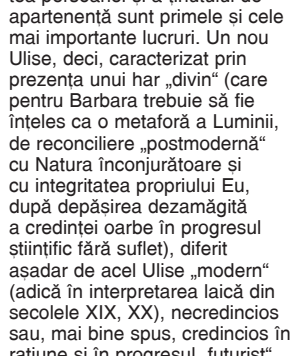 tea persoanei și a ținutului de
apartenență sunt primele și cele
mai importante lucruri. Un nou
Ulise, deci, caracterizat prin
prezența unui har „divin“ (care
pentru Barbara trebuie să fie
înțeles ca o metaforă a Luminii,
de reconciliere „postmodernă“
cu Natura înconjurătoare și
cu integritatea propriului Eu,
după depășirea dezamăgită
a credinței oarbe în progresul
științific fără suflet), diferit
așadar de acel Ulise „modern“
(adică în interpretarea laică din
secolele XIX, XX), necredincios
sau, mai bine spus, credincios în
rațiune și în progresul „futurist“